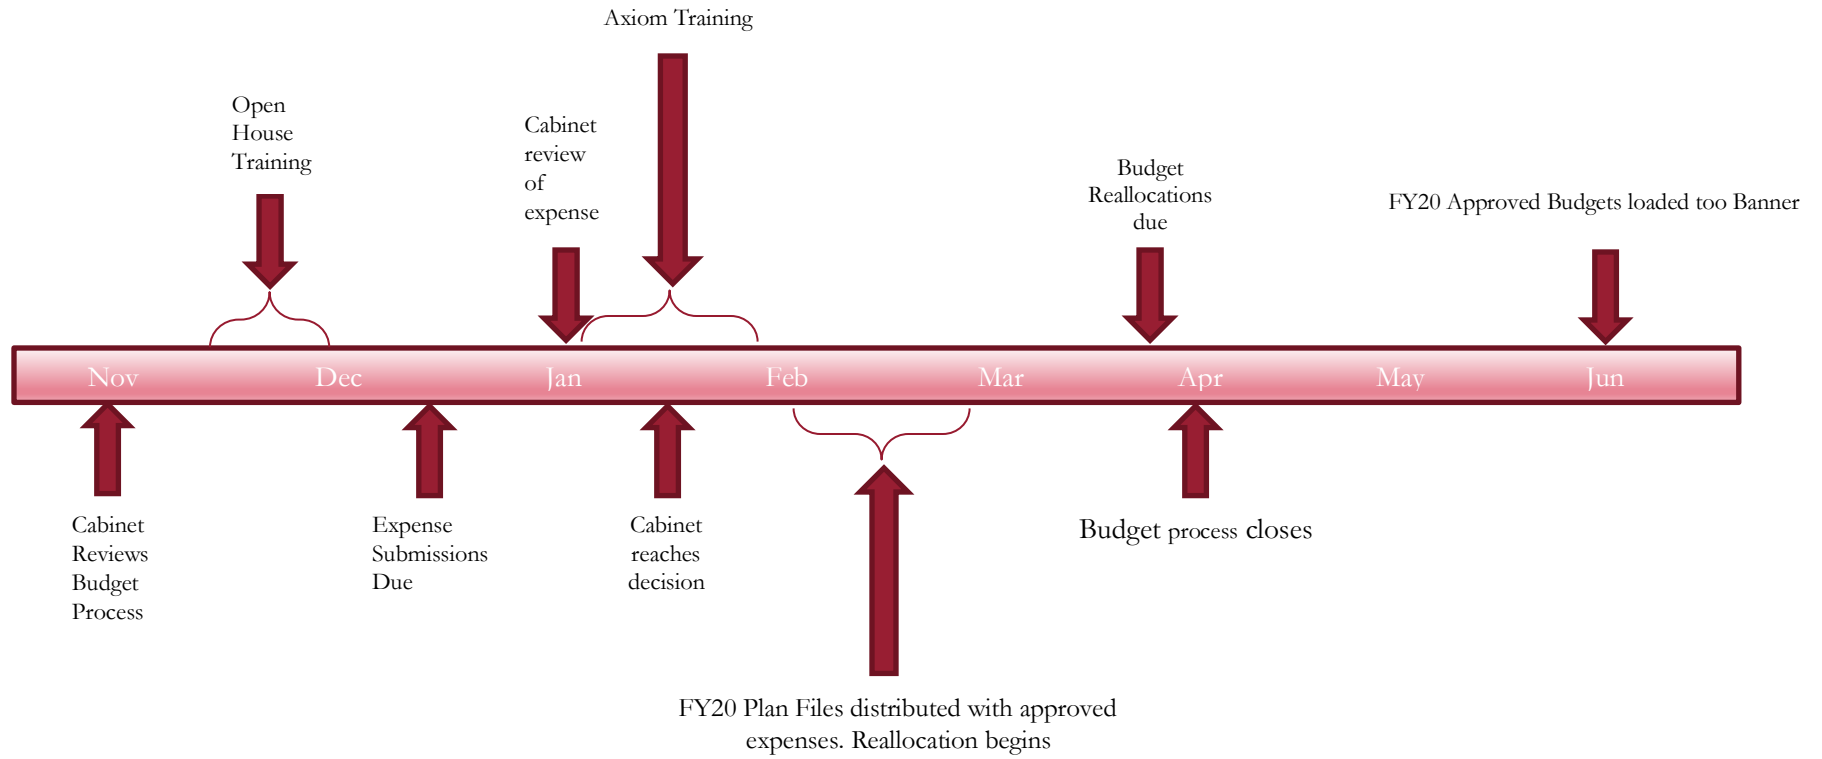 Axiom Training
Open
House
Training
Cabinet
review
of
expense
Budget
Reallocations
due
FY20 Approved Budgets loaded too Banner
Nov Dec Jan Feb Mar Apr May Jun
Cabinet
Reviews
Budget
Process
Expense
Submissions
Due
Cabinet
reaches
decision
Budget process closes
FY20 Plan Files distributed with approved
expenses. Reallocation begins